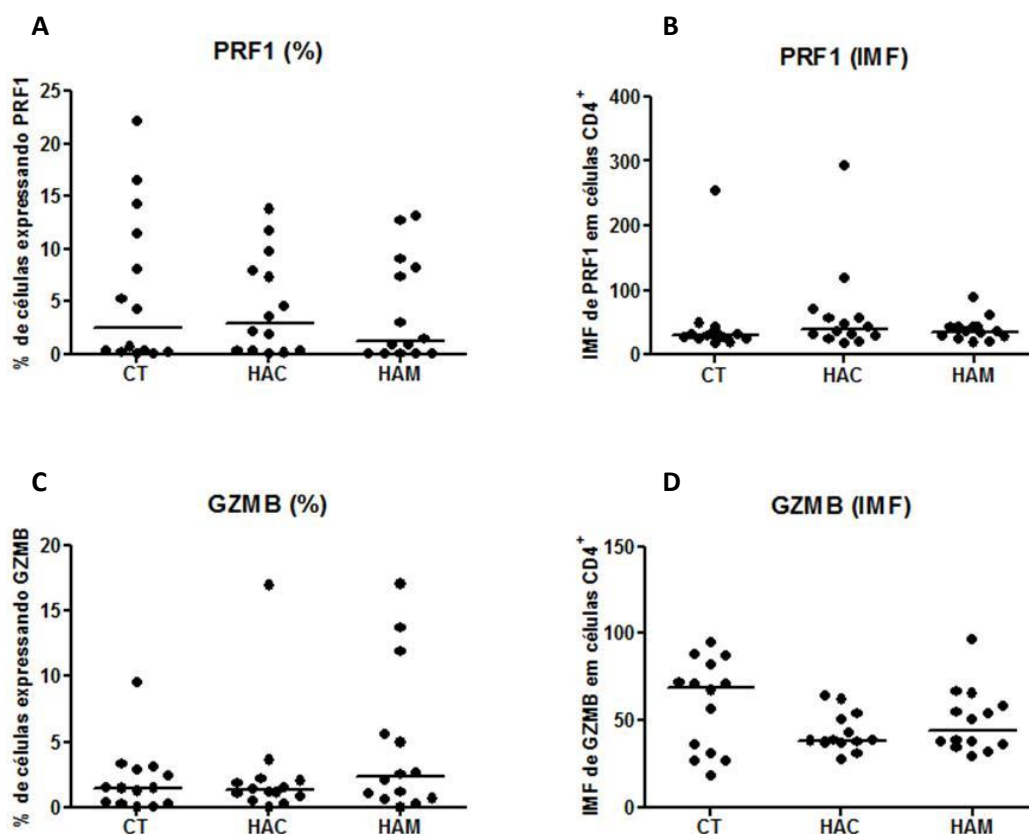 A
PRF1 (%)
% de células expressando PRF1
25
20
15
10
5
0
CT HAC HAM
B
PRF1 (IMF)
IMF de PRF1 em células CD4+
400
300
200
100
0
CT HAC HAM
C
GZMB (%)
% de células expressando GZMB
20
15
10
5
0
CT HAC HAM
D
GZMB (IMF)
IMF de GZMB em células CD4+
150
100
50
0
CT HAC HAM